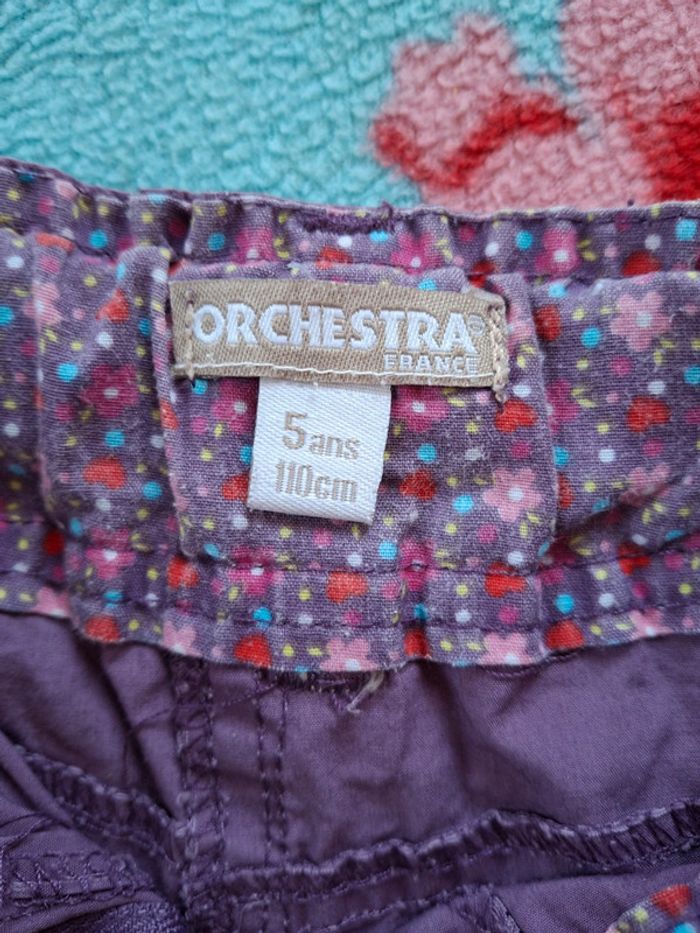 ORCHESTRA®
FRANCE
5 ans
110cm